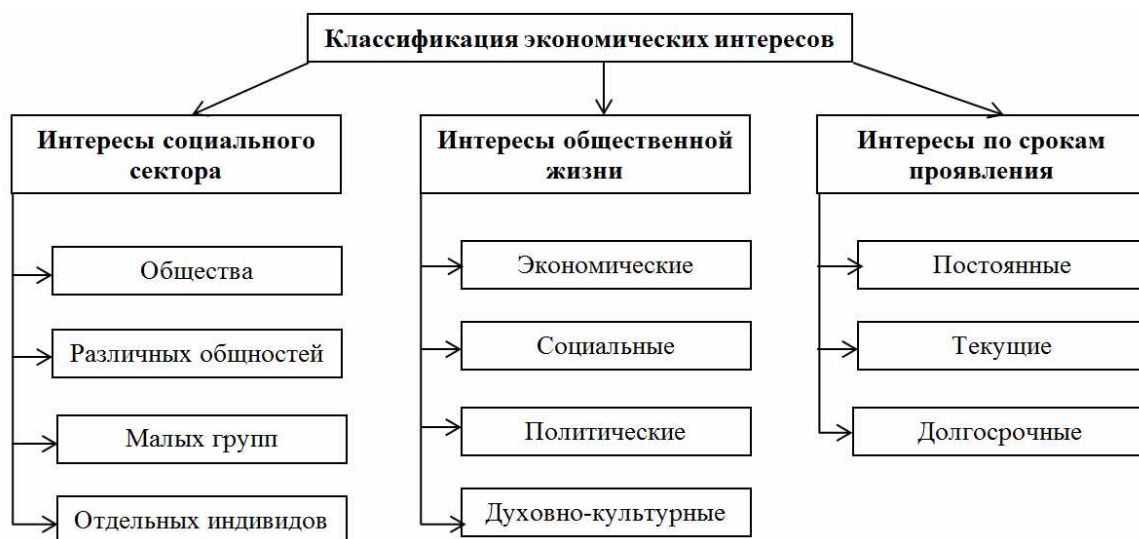 Классификация экономических интересов
Интересы социального
сектора
Общества
Различных общностей
Малых групп
Отдельных индивидов
Интересы общественной
жизни
Экономические
Социальные
Политические
Духовно-культурные
Интересы по срокам
проявления
Постоянные
Текущие
Долгосрочные